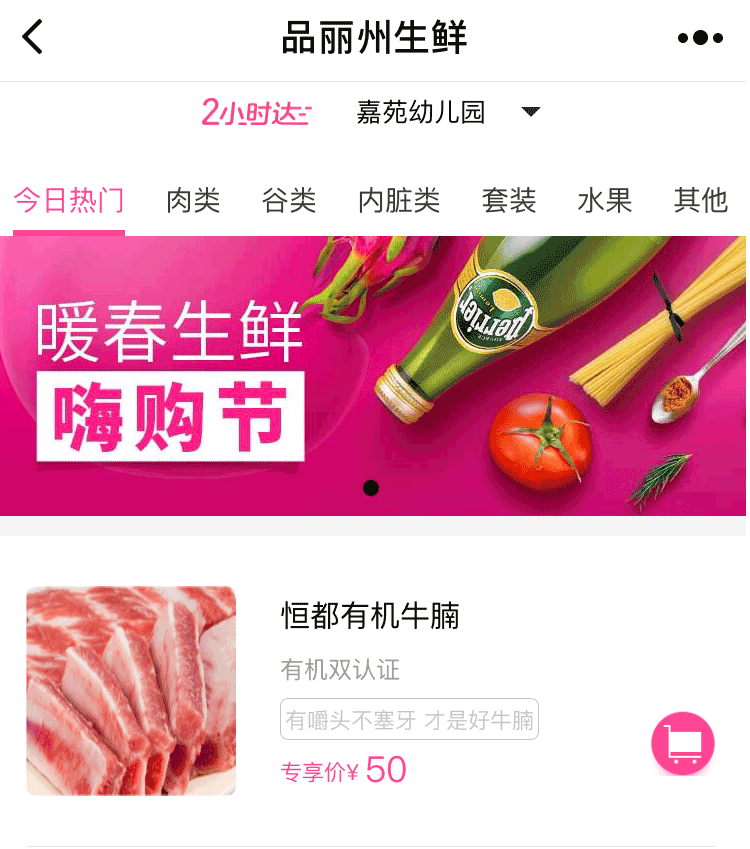 品丽州生鲜
2小时达 嘉苑幼儿园
今日热门 肉类 谷类 内脏类 套装 水果 其他
暖春生鲜
嗨购节
perrier
恒都有机牛腩
有机双认证
有嚼头不塞牙 才是好牛腩
专享价¥ 50